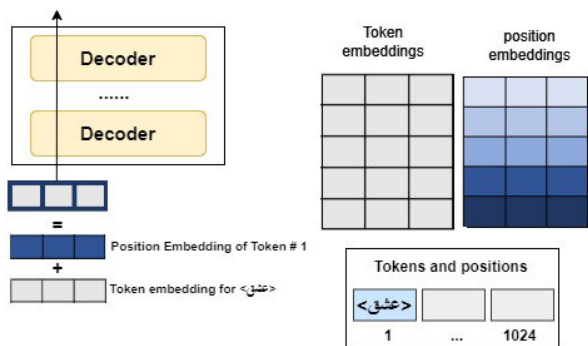 Decoder
......
Decoder
=
Position Embedding of Token # 1
+
Token embedding for <عشق>
Token
embeddings
position
embeddings
Tokens and positions
<عشق>
1 ... 1024